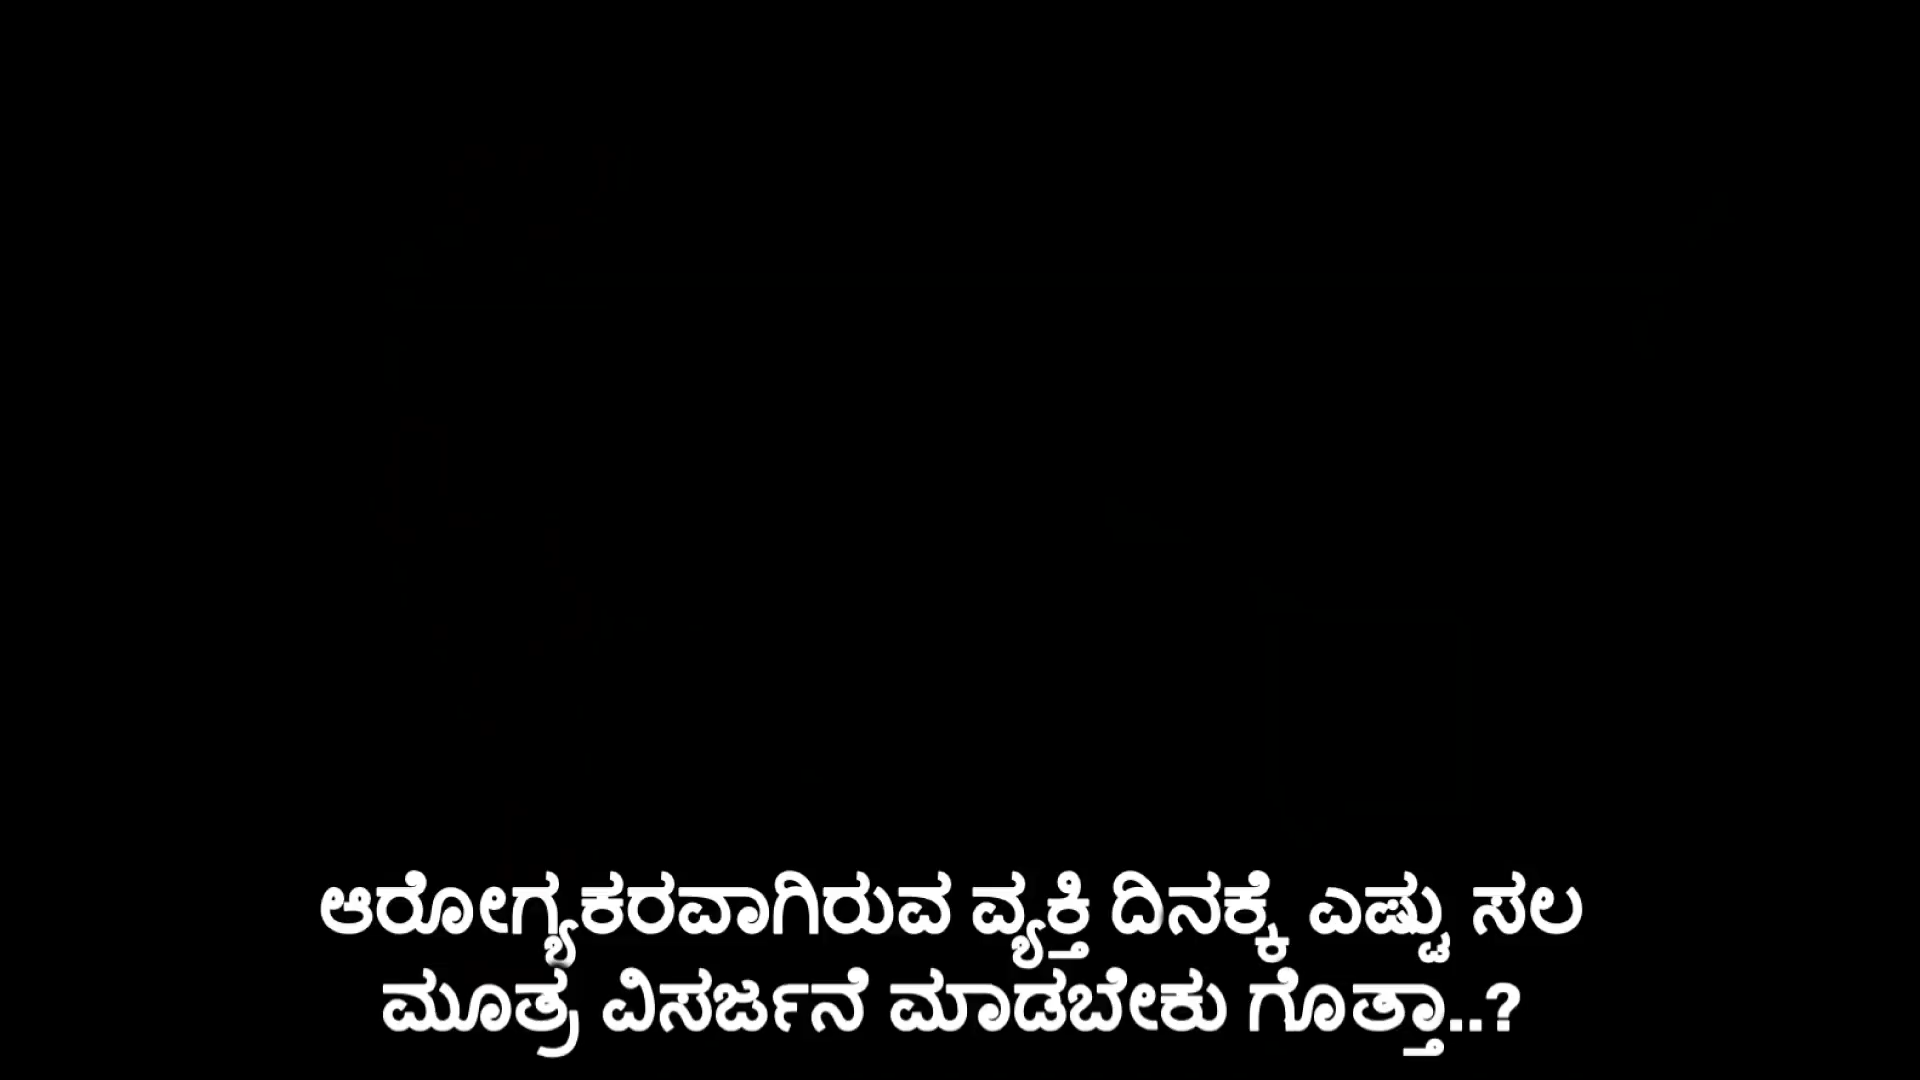 ಆರೋಗ್ಯಕರವಾಗಿರುವ ವ್ಯಕ್ತಿ ದಿನಕ್ಕೆ ಎಷ್ಟು ಸಲ
ಮೂತ್ರ ವಿಸರ್ಜನೆ ಮಾಡಬೇಕು ಗೊತ್ತಾ..?